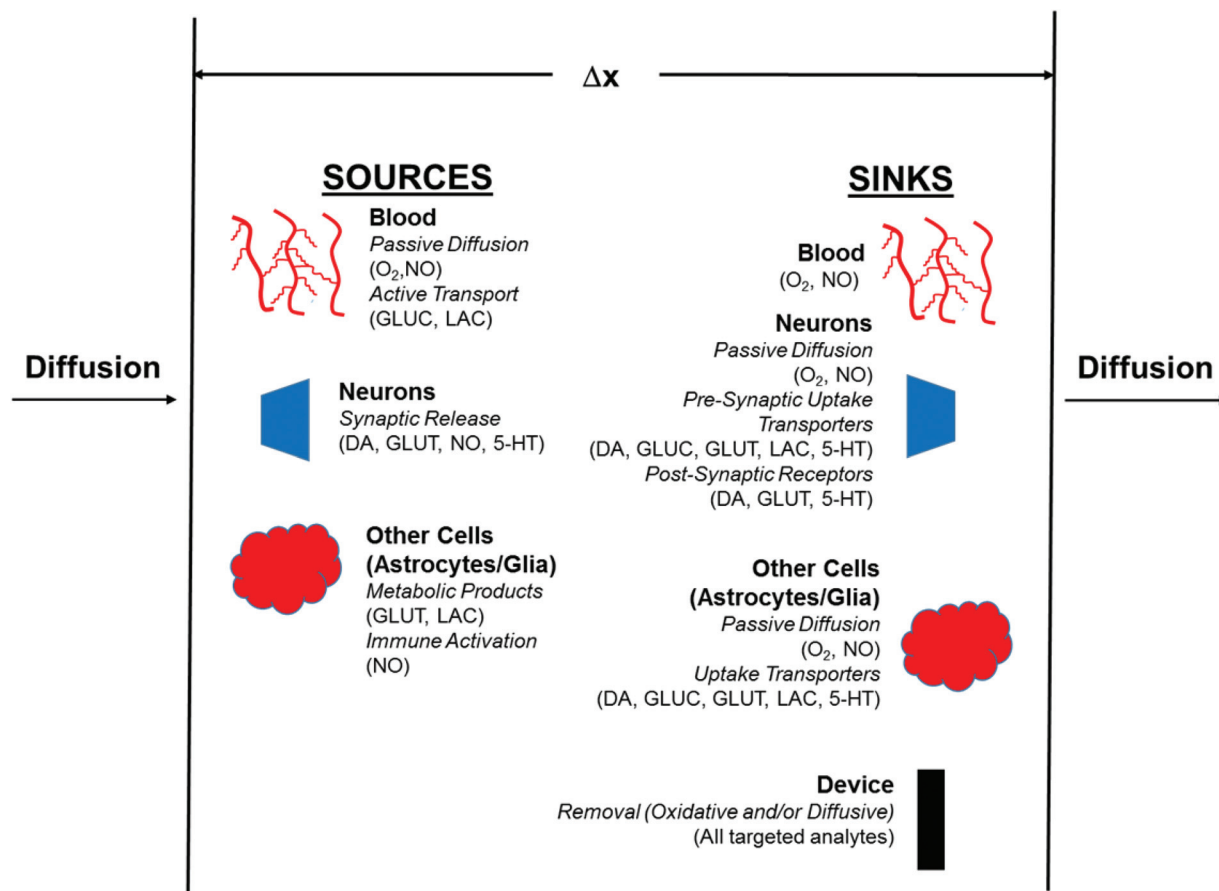 Δx
SOURCES
Blood
Passive Diffusion
(O₂,NO)
Active Transport
(GLUC, LAC)
Neurons
Synaptic Release
(DA, GLUT, NO, 5-HT)
Other Cells
(Astrocytes/Glia)
Metabolic Products
(GLUT, LAC)
Immune Activation
(NO)
SINKS
Blood
(O₂, NO)
Neurons
Passive Diffusion
(O₂, NO)
Pre-Synaptic Uptake
Transporters
(DA, GLUC, GLUT, LAC, 5-HT)
Post-Synaptic Receptors
(DA, GLUT, 5-HT)
Other Cells
(Astrocytes/Glia)
Passive Diffusion
(O₂, NO)
Uptake Transporters
(DA, GLUC, GLUT, LAC, 5-HT)
Device
Removal (Oxidative and/or Diffusive)
(All targeted analytes)
Diffusion
Diffusion